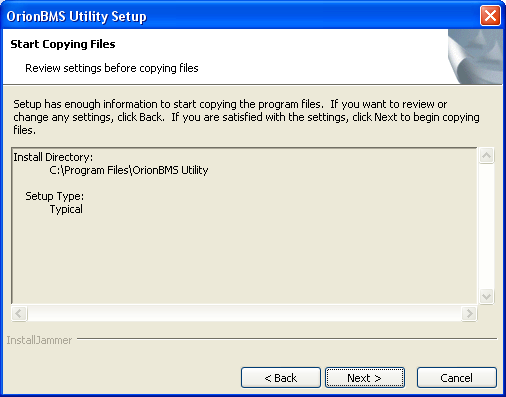 OrionBMS Utility Setup
Start Copying Files
Review settings before copying files
Setup has enough information to start copying the program files.  If you want to review or
change any settings, click Back.  If you are satisfied with the settings, click Next to begin copying
files.
Install Directory:
C:\Program Files\OrionBMS Utility
Setup Type:
Typical
InstallJammer
< Back
Next >
Cancel